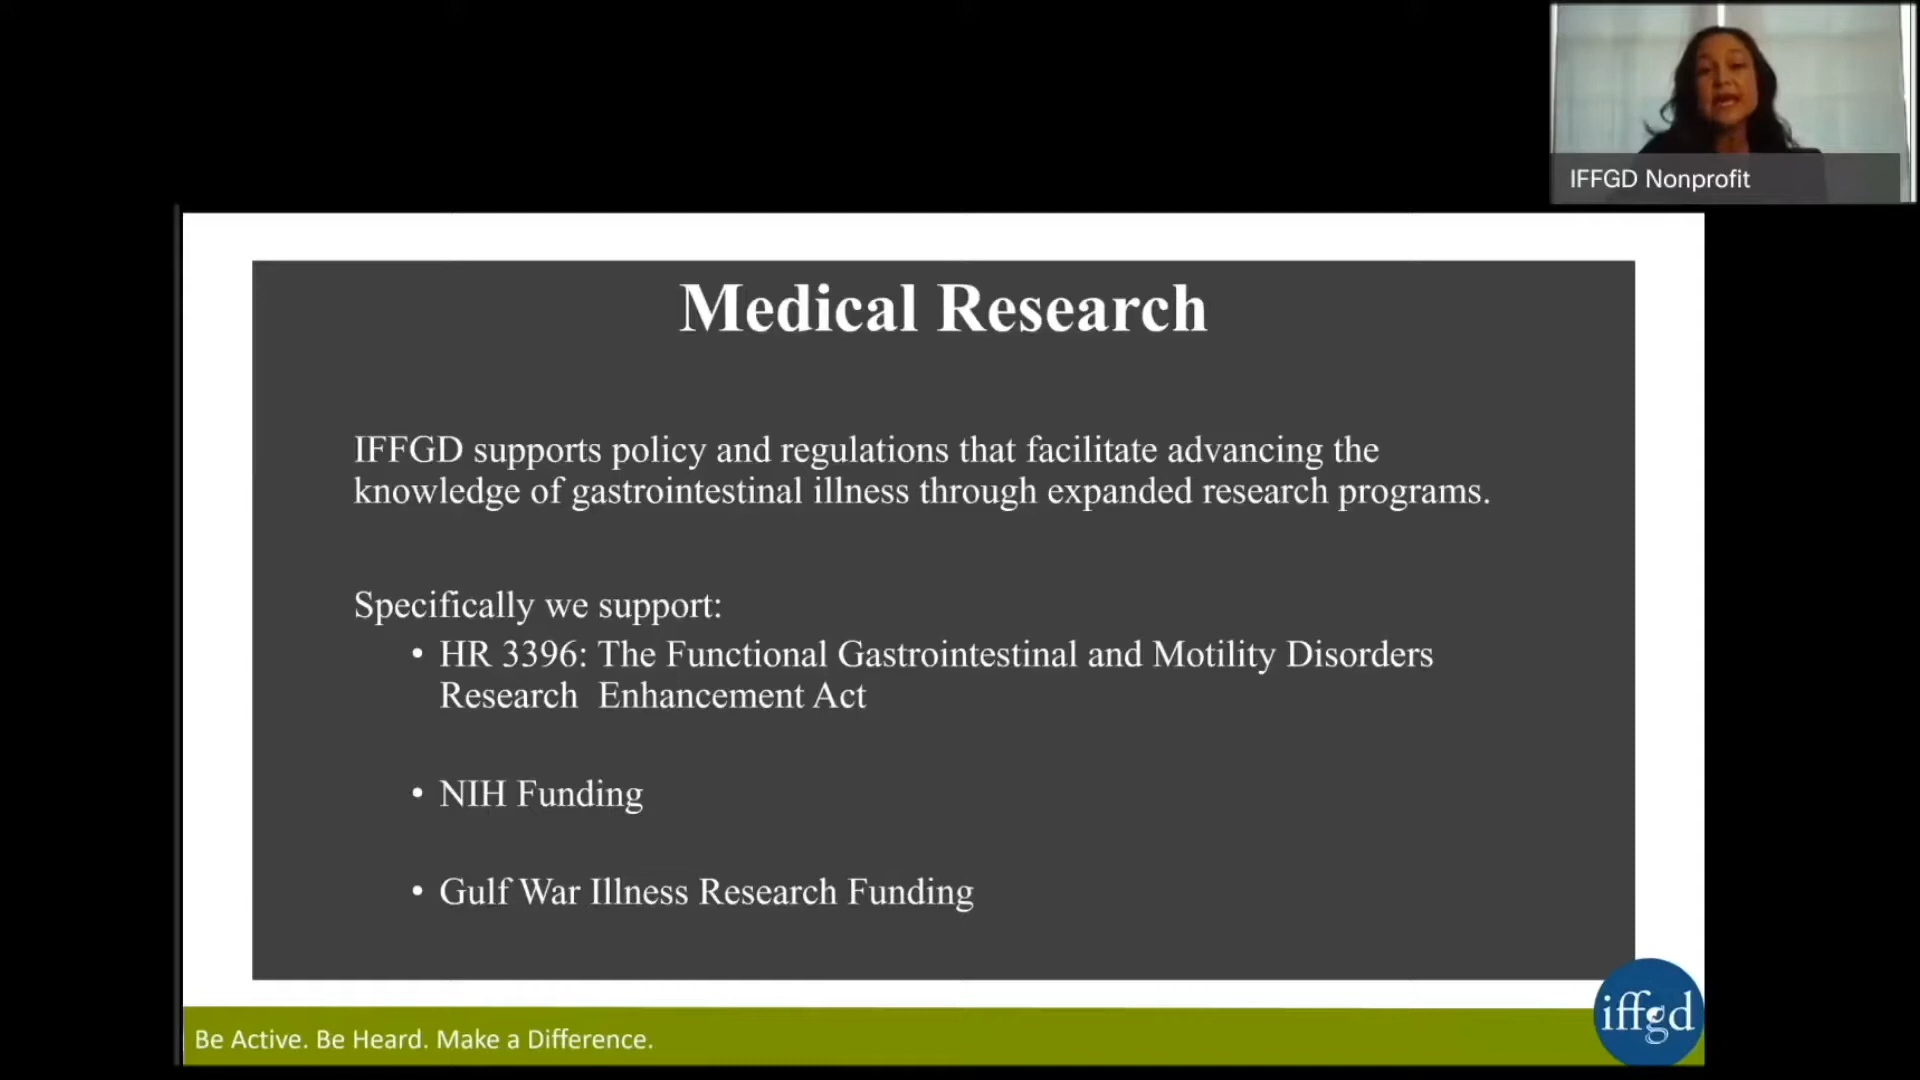 IFFGD Nonprofit
Medical Research
IFFGD supports policy and regulations that facilitate advancing the
knowledge of gastrointestinal illness through expanded research programs.
Specifically we support:
• HR 3396: The Functional Gastrointestinal and Motility Disorders
Research  Enhancement Act
• NIH Funding
• Gulf War Illness Research Funding
Be Active. Be Heard. Make a Difference.
iffgd